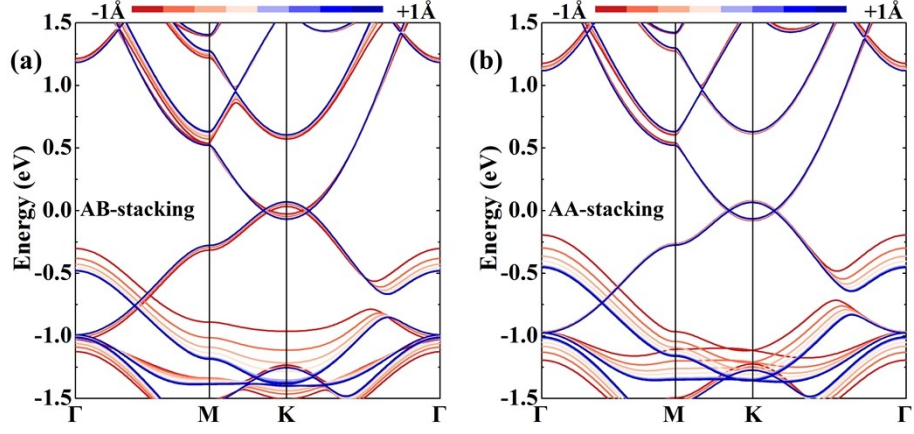 -1Å +1Å
(a)
Energy (eV)
1.5
1.0
0.5
0.0
-0.5
-1.0
-1.5
AB-stacking
Γ M K Γ
-1Å +1Å
(b)
Energy (eV)
1.5
1.0
0.5
0.0
-0.5
-1.0
-1.5
AA-stacking
Γ M K Γ